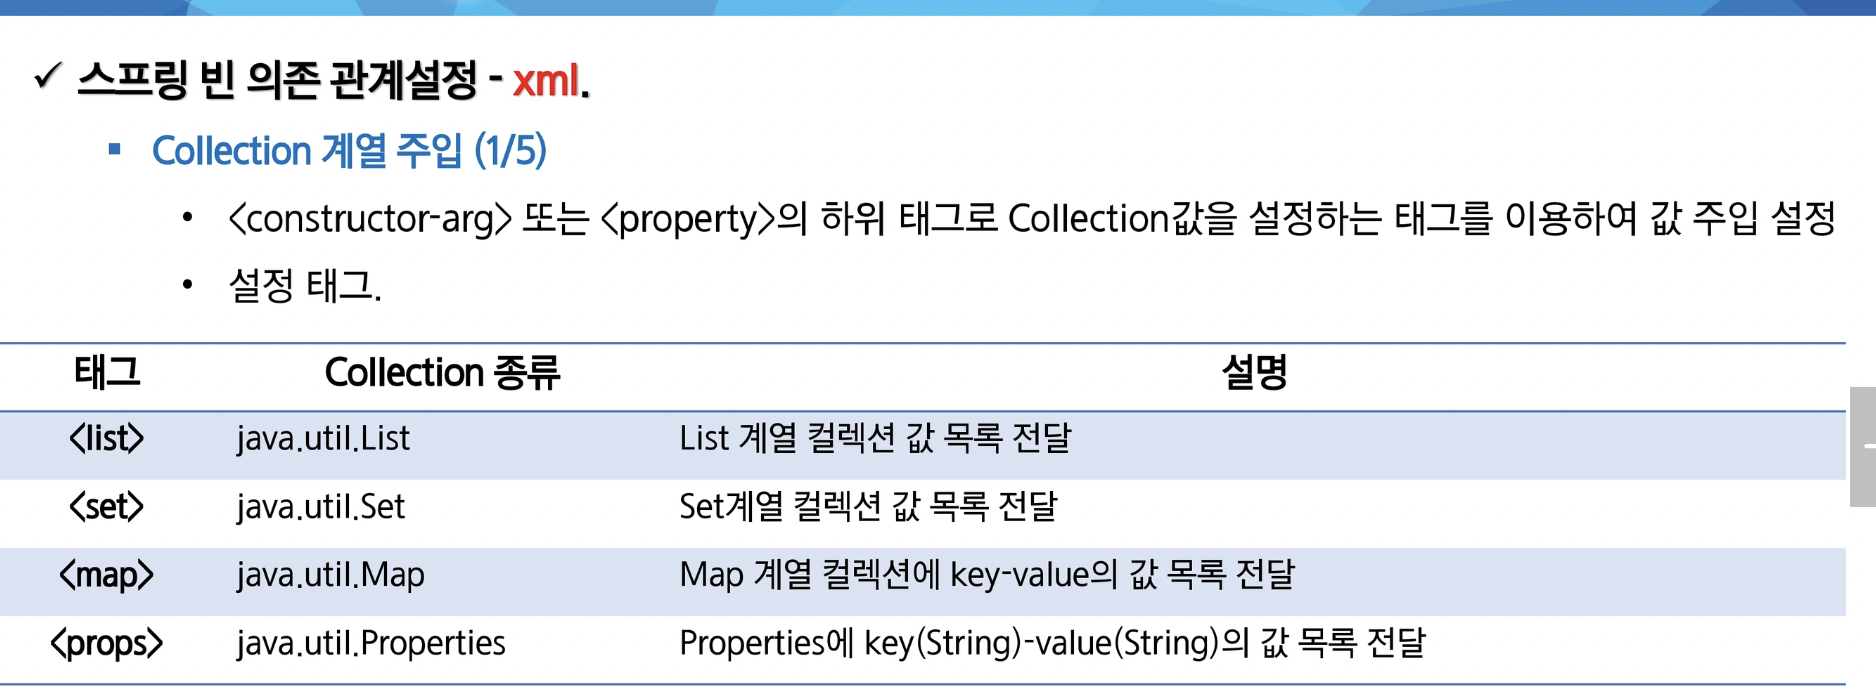 ✓ 스프링 빈 의존 관계설정 - xml.
▪ Collection 계열 주입 (1/5)
• <constructor-arg> 또는 <property>의 하위 태그로 Collection값을 설정하는 태그를 이용하여 값 주입 설정
• 설정 태그.
태그 Collection 종류 설명
<list> java.util.List List 계열 컬렉션 값 목록 전달
<set> java.util.Set Set계열 컬렉션 값 목록 전달
<map> java.util.Map Map 계열 컬렉션에 key-value의 값 목록 전달
<props> java.util.Properties Properties에 key(String)-value(String)의 값 목록 전달